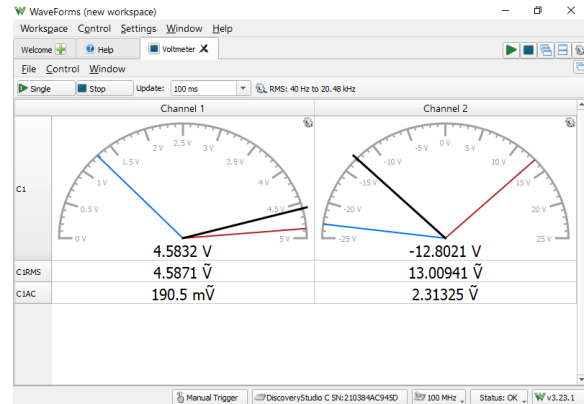 WaveForms (new workspace)
Workspace Control Settings Window Help
Welcome Help Voltmeter
File Control Window
Single Stop Update: 100 ms RMS: 40 Hz to 20.48 kHz
Channel 1 Channel 2
C1
0 V 0.5 V 1 V 1.5 V 2 V 2.5 V 3 V 3.5 V 4 V 4.5 V 5 V
-25 V -20 V -15 V -10 V -5 V 0 V 5 V 10 V 15 V 20 V 25 V
4.5832 V -12.8021 V
C1RMS 4.5871 Ṽ 13.00941 Ṽ
C1AC 190.5 mṼ 2.31325 Ṽ
Manual Trigger DiscoveryStudio C SN:210384AC945D 100 MHz Status: OK v3.23.1